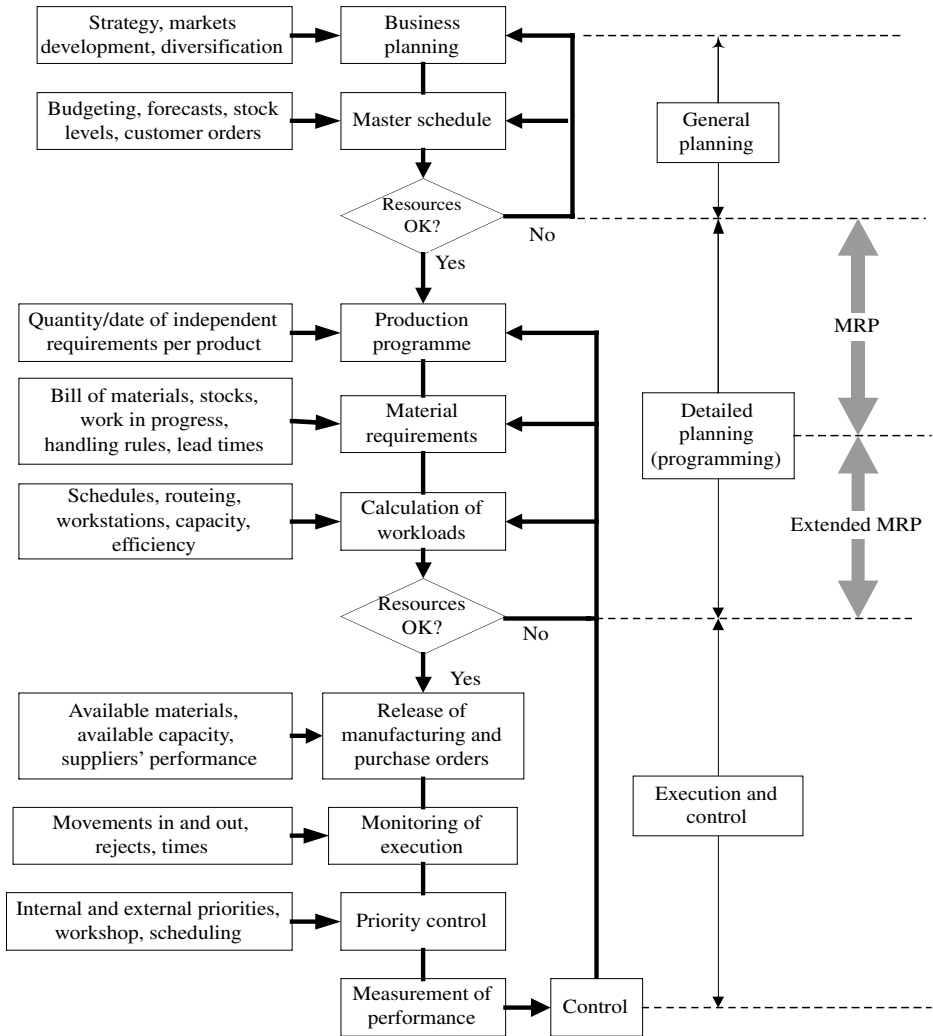 Strategy, markets
development, diversification
Business
planning
Budgeting, forecasts, stock
levels, customer orders
Master schedule
General
planning
Resources
OK?
No
Yes
Quantity/date of independent
requirements per product
Production
programme
MRP
Bill of materials, stocks,
work in progress,
handling rules, lead times
Material
requirements
Detailed
planning
(programming)
Schedules, routeing,
workstations, capacity,
efficiency
Calculation of
workloads
Extended MRP
Resources
OK?
No
Yes
Available materials,
available capacity,
suppliers’ performance
Release of
manufacturing and
purchase orders
Execution and
control
Movements in and out,
rejects, times
Monitoring of
execution
Internal and external priorities,
workshop, scheduling
Priority control
Measurement of
performance
Control